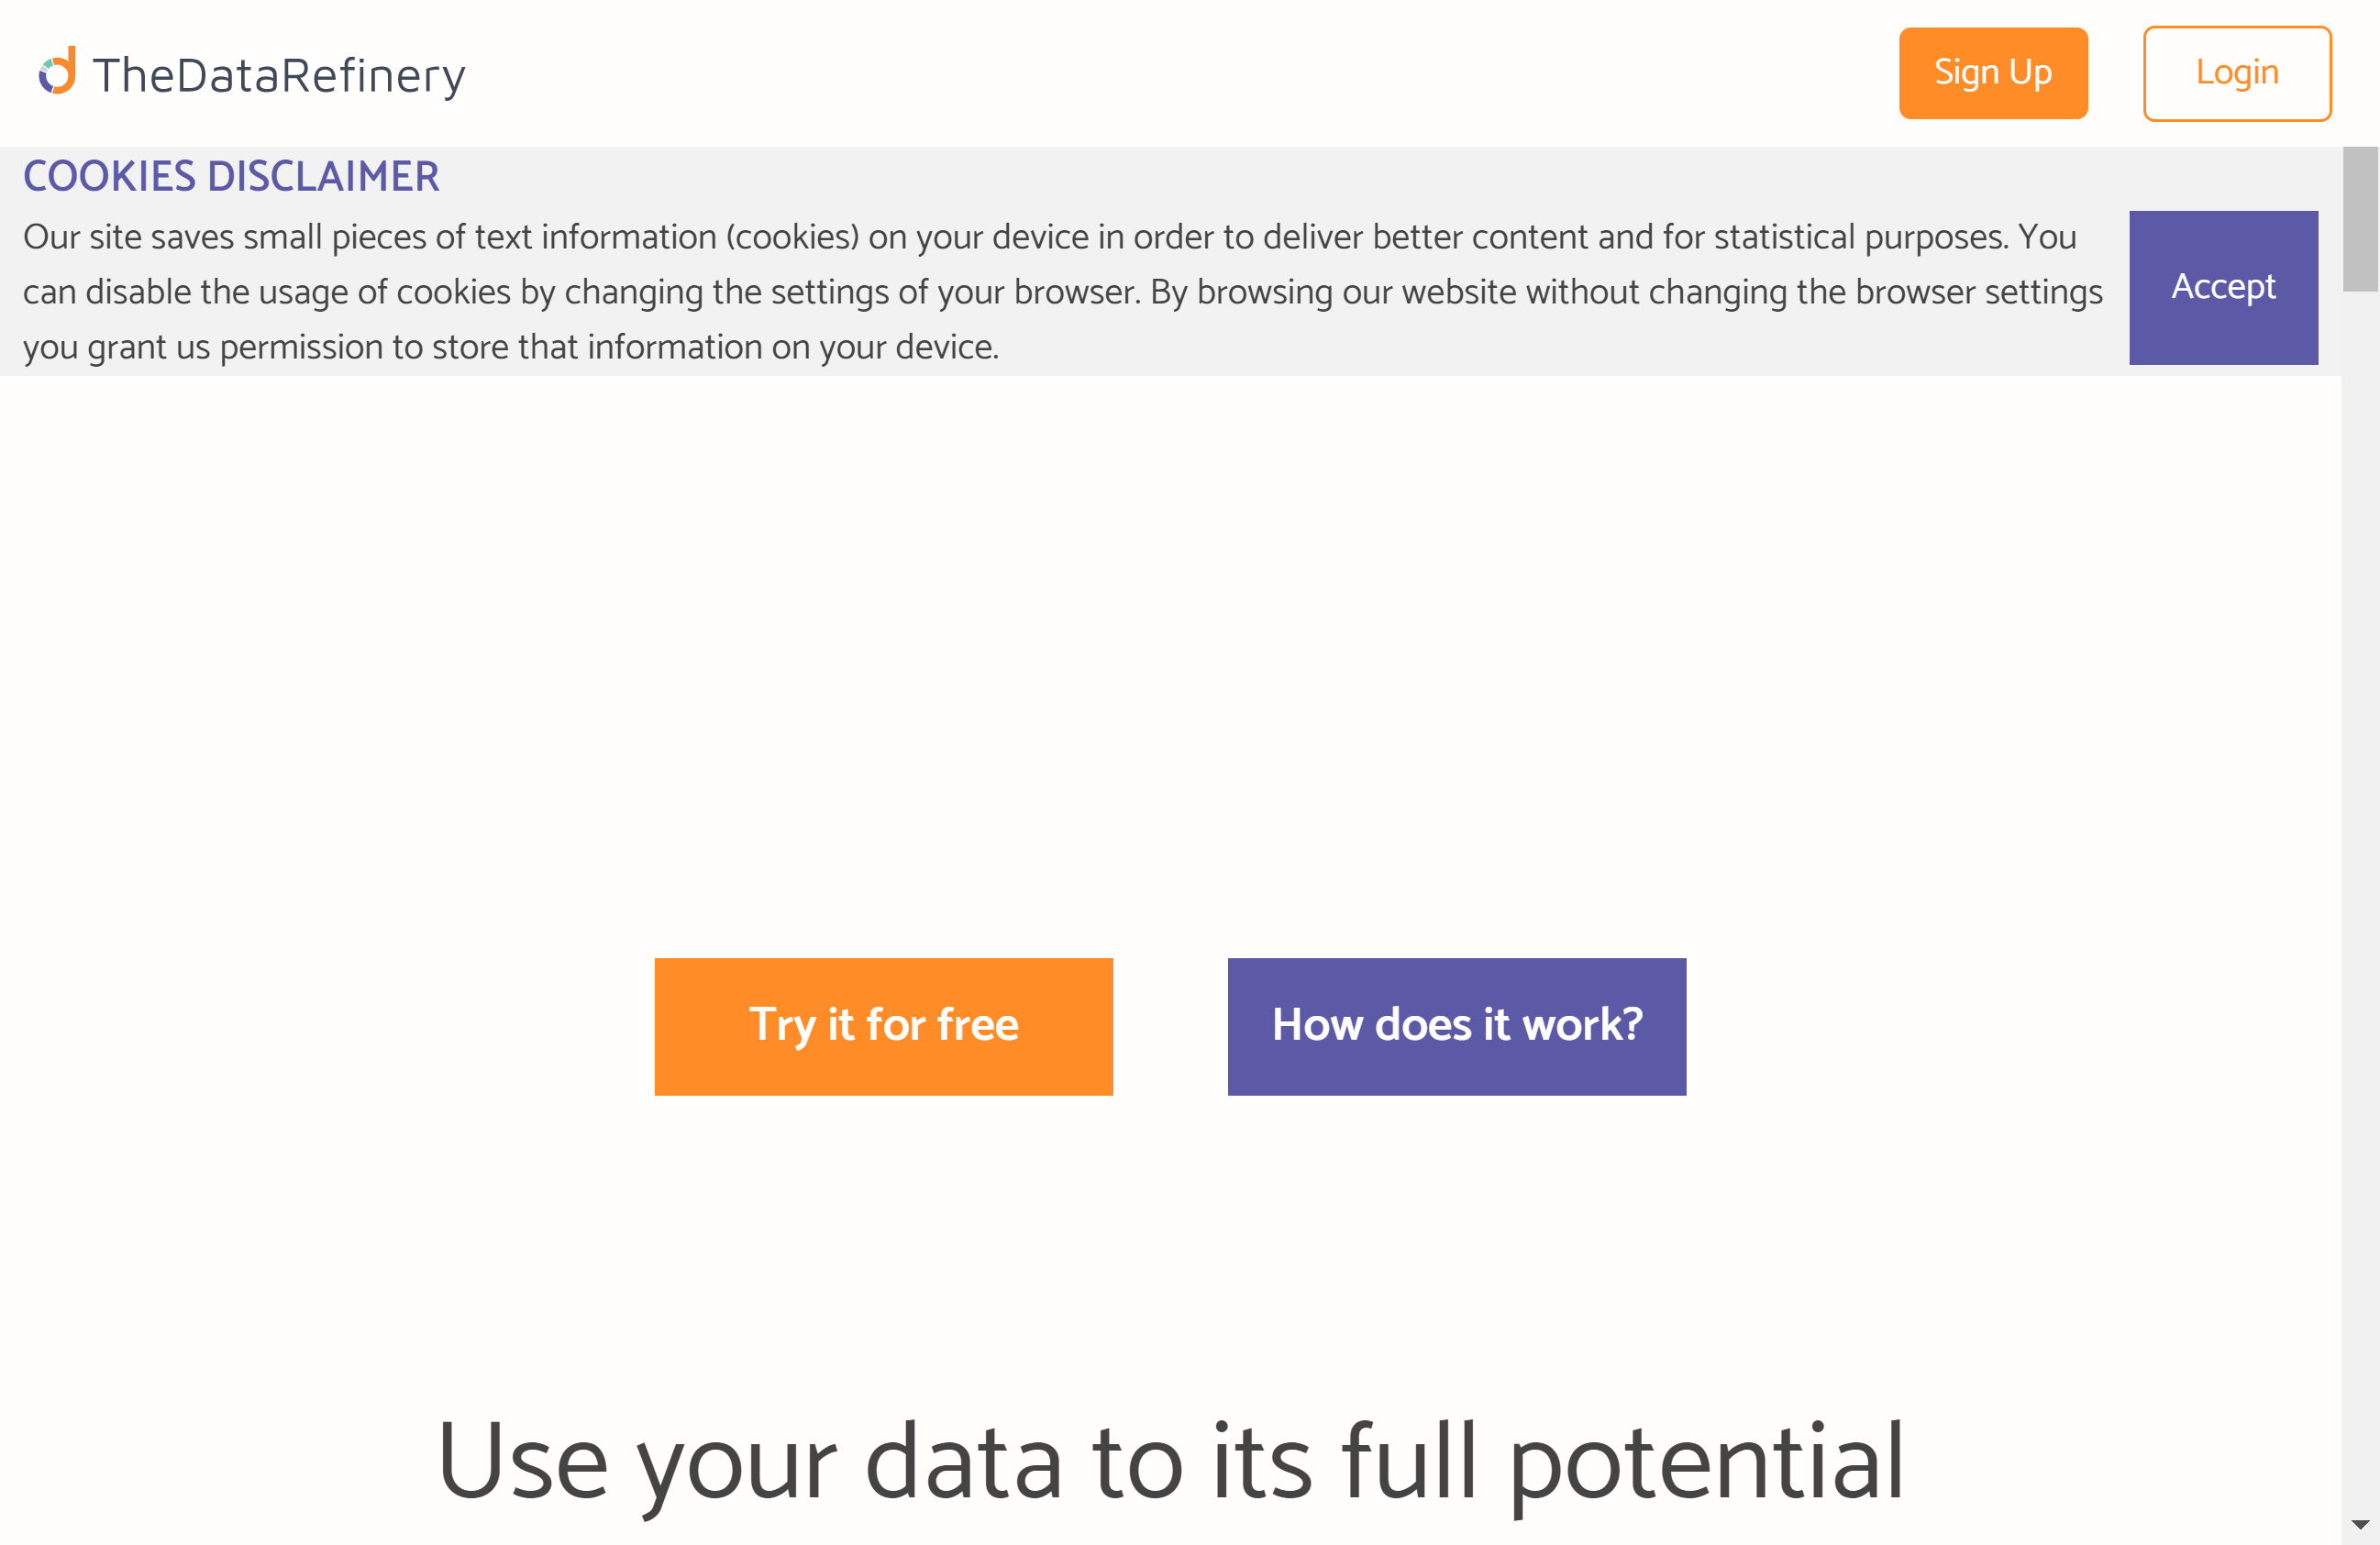 TheDataRefinery
Sign Up
Login
COOKIES DISCLAIMER
Our site saves small pieces of text information (cookies) on your device in order to deliver better content and for statistical purposes. You
can disable the usage of cookies by changing the settings of your browser. By browsing our website without changing the browser settings
you grant us permission to store that information on your device.
Accept
Try it for free
How does it work?
Use your data to its full potential